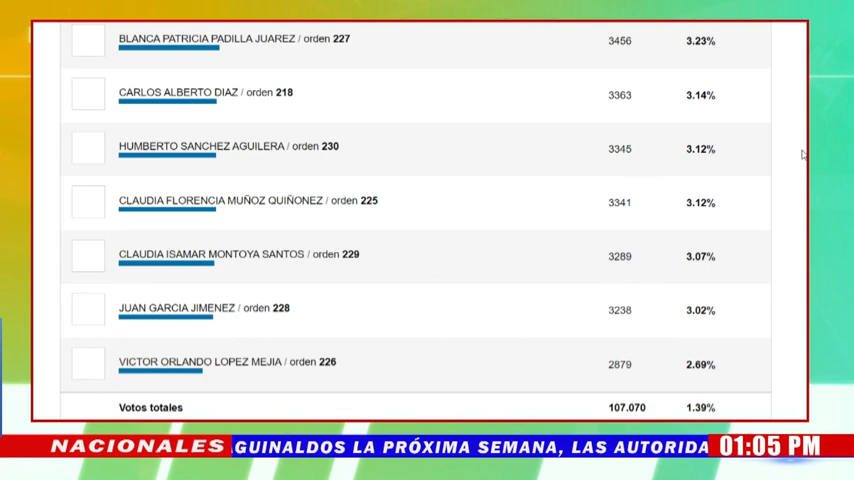 BLANCA PATRICIA PADILLA JUAREZ / orden 227 3456 3.23%
CARLOS ALBERTO DIAZ / orden 218 3363 3.14%
HUMBERTO SANCHEZ AGUILERA / orden 230 3345 3.12%
CLAUDIA FLORENCIA MUÑOZ QUIÑONEZ / orden 225 3341 3.12%
CLAUDIA ISAMAR MONTOYA SANTOS / orden 229 3289 3.07%
JUAN GARCIA JIMENEZ / orden 228 3238 3.02%
VICTOR ORLANDO LOPEZ MEJIA / orden 226 2879 2.69%
Votos totales 107.070 1.39%
NACIONALES GUINALDOS LA PRÓXIMA SEMANA, LAS AUTORIDA 01:05 PM